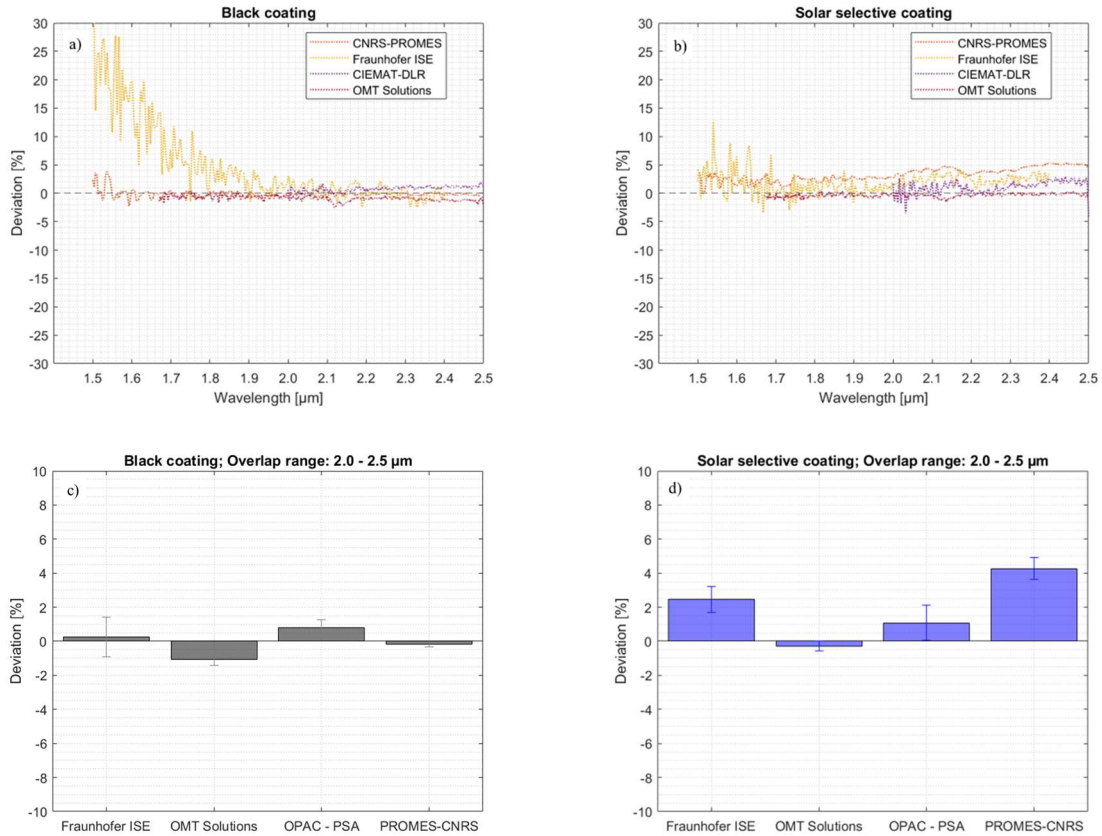 Black coating
a)
CNRS-PROMES
Fraunhofer ISE
CIEMAT-DLR
OMT Solutions
Deviation [%]
30
25
20
15
10
5
0
-5
-10
-15
-20
-25
-30
1.5 1.6 1.7 1.8 1.9 2.0 2.1 2.2 2.3 2.4 2.5
Wavelength [µm]
Solar selective coating
b)
CNRS-PROMES
Fraunhofer ISE
CIEMAT-DLR
OMT Solutions
Deviation [%]
30
25
20
15
10
5
0
-5
-10
-15
-20
-25
-30
1.5 1.6 1.7 1.8 1.9 2.0 2.1 2.2 2.3 2.4 2.5
Wavelength [µm]
Black coating; Overlap range: 2.0 - 2.5 µm
c)
Deviation [%]
10
8
6
4
2
0
-2
-4
-6
-8
-10
Fraunhofer ISE OMT Solutions OPAC - PSA PROMES-CNRS
Solar selective coating; Overlap range: 2.0 - 2.5 µm
d)
Deviation [%]
10
8
6
4
2
0
-2
-4
-6
-8
-10
Fraunhofer ISE OMT Solutions OPAC - PSA PROMES-CNRS